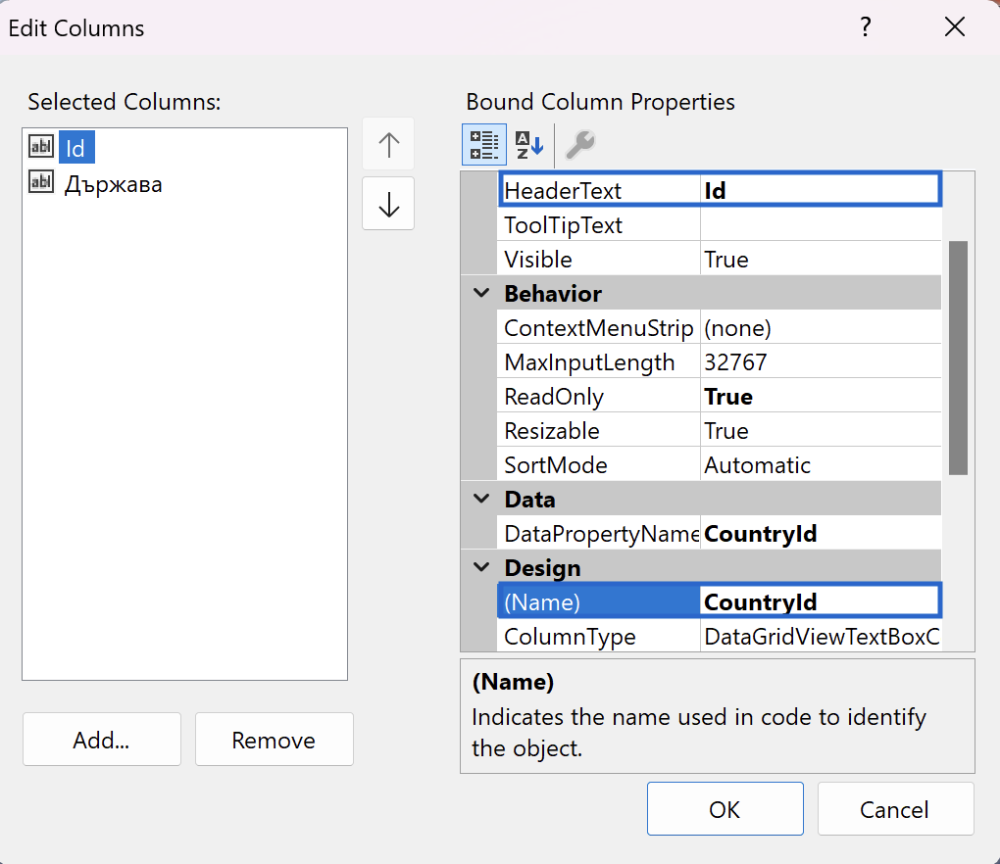 Edit Columns
?
Selected Columns:
abl Id
abl Държава
Add...
Remove
Bound Column Properties
A
Z
HeaderText Id
ToolTipText
Visible True
Behavior
ContextMenuStrip (none)
MaxInputLength 32767
ReadOnly True
Resizable True
SortMode Automatic
Data
DataPropertyName CountryId
Design
(Name) CountryId
ColumnType DataGridViewTextBoxC
(Name)
Indicates the name used in code to identify
the object.
OK
Cancel